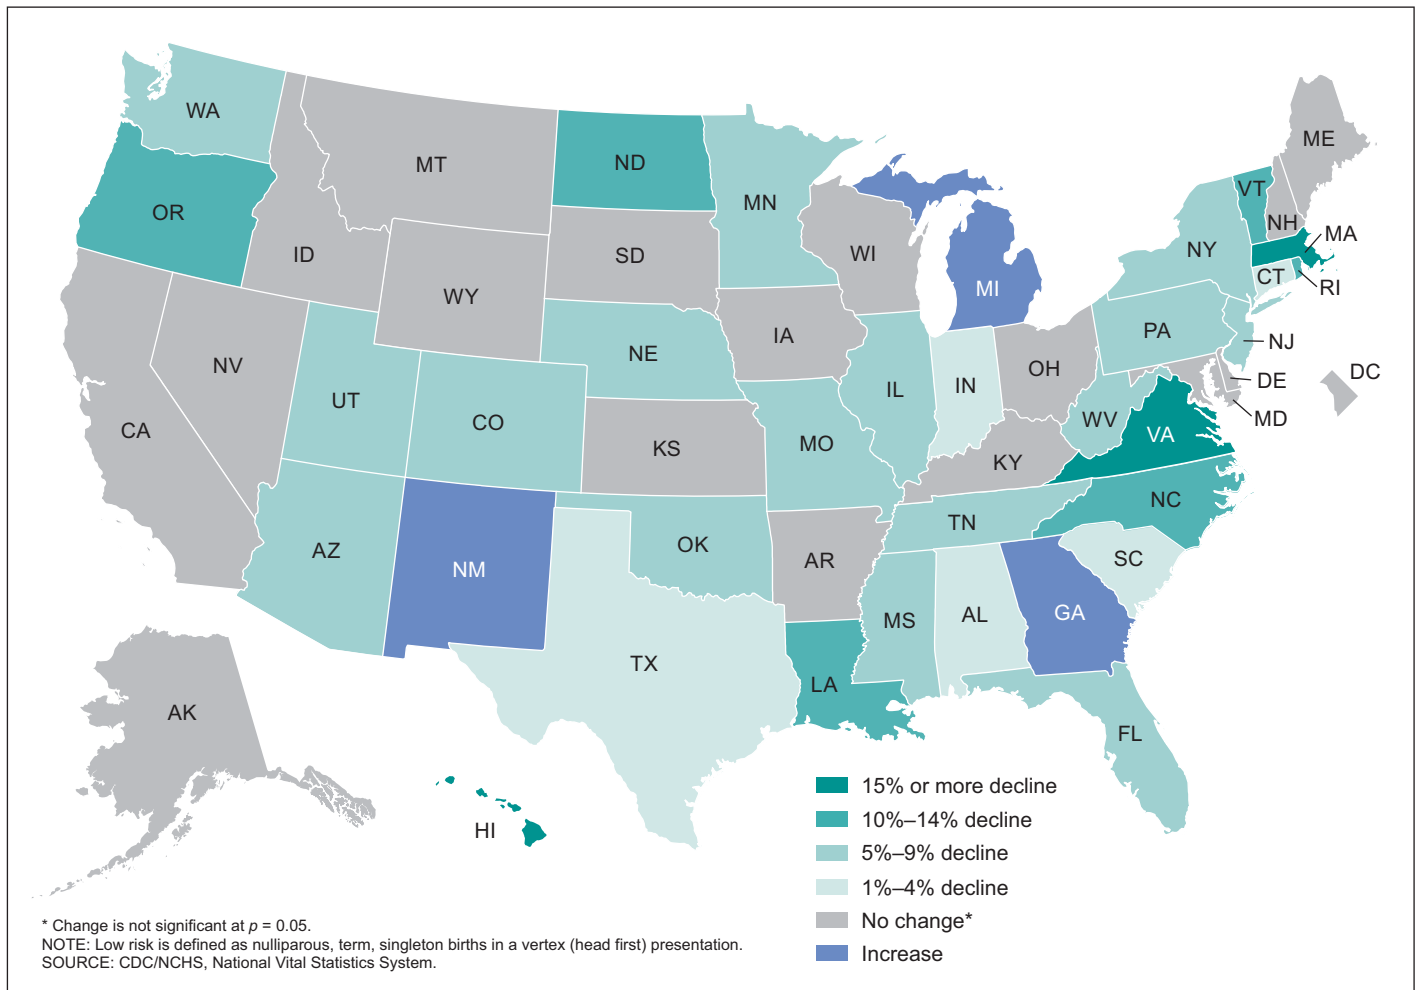 WA
MT
ND
MN
ME
VT
OR
NH
MA
ID
SD
WI
NY
WY
MI
CT
RI
IA
PA
NV
NE
OH
NJ
UT
IL
IN
DC
CA
CO
DE
MD
KS
MO
WV
VA
KY
NC
AZ
OK
TN
NM
AR
SC
MS
AL
GA
TX
LA
AK
FL
HI
15% or more decline
10%–14% decline
5%–9% decline
1%–4% decline
No change*
Increase
* Change is not significant at p = 0.05.
NOTE: Low risk is defined as nulliparous, term, singleton births in a vertex (head first) presentation.
SOURCE: CDC/NCHS, National Vital Statistics System.